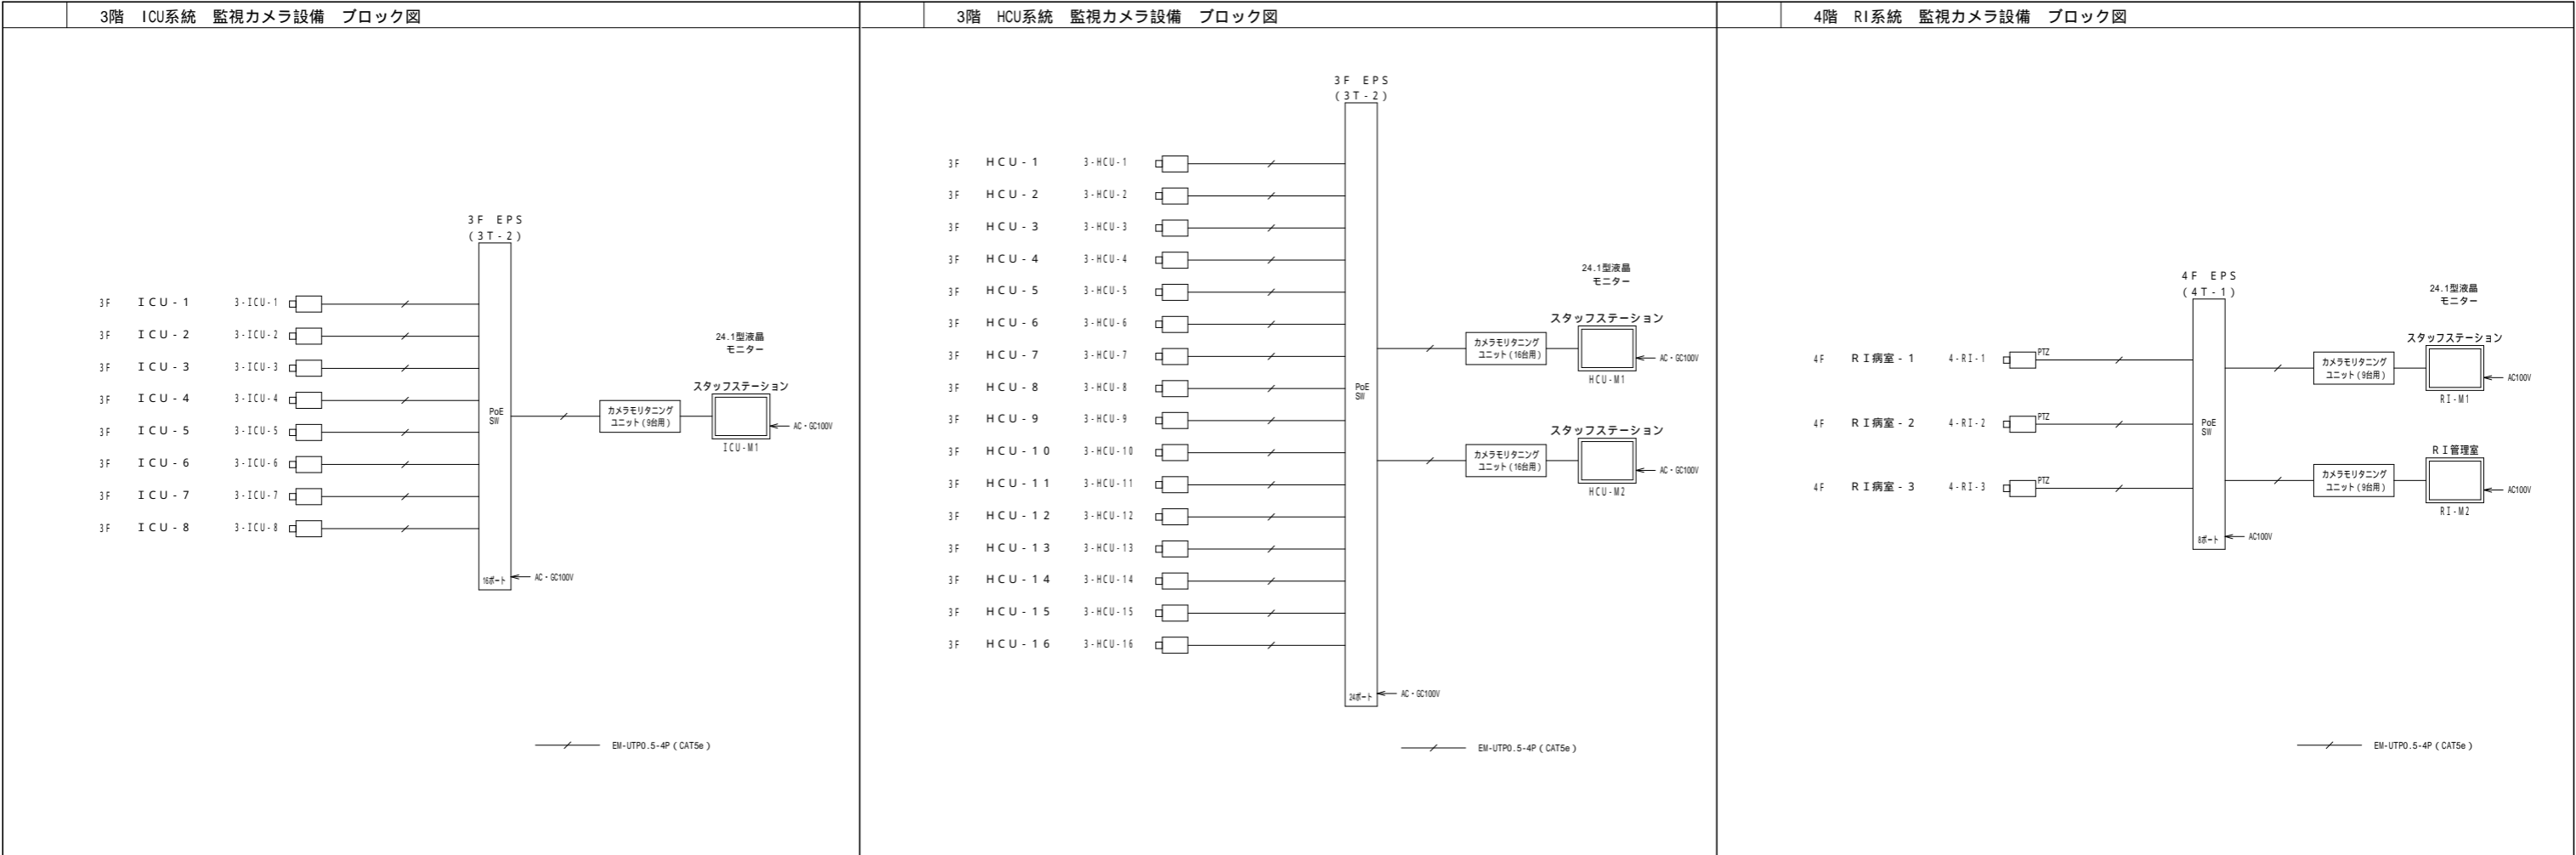 3階 ICU系統 監視カメラ設備 ブロック図
3F EPS
(3T-2)
3F ICU-1 3-ICU-1
3F ICU-2 3-ICU-2
3F ICU-3 3-ICU-3
3F ICU-4 3-ICU-4
3F ICU-5 3-ICU-5
3F ICU-6 3-ICU-6
3F ICU-7 3-ICU-7
3F ICU-8 3-ICU-8
PoE
SW
16ポート
AC・GC100V
カメラモリタニング
ユニット(9台用)
24.1型液晶
モニター
スタッフステーション
AC・GC100V
ICU-M1
EM-UTP0.5-4P(CAT5e)
3階 HCU系統 監視カメラ設備 ブロック図
3F EPS
(3T-2)
3F HCU-1 3-HCU-1
3F HCU-2 3-HCU-2
3F HCU-3 3-HCU-3
3F HCU-4 3-HCU-4
3F HCU-5 3-HCU-5
3F HCU-6 3-HCU-6
3F HCU-7 3-HCU-7
3F HCU-8 3-HCU-8
3F HCU-9 3-HCU-9
3F HCU-10 3-HCU-10
3F HCU-11 3-HCU-11
3F HCU-12 3-HCU-12
3F HCU-13 3-HCU-13
3F HCU-14 3-HCU-14
3F HCU-15 3-HCU-15
3F HCU-16 3-HCU-16
PoE
SW
24ポート
AC・GC100V
24.1型液晶
モニター
スタッフステーション
カメラモリタニング
ユニット(16台用)
AC・GC100V
HCU-M1
スタッフステーション
カメラモリタニング
ユニット(16台用)
AC・GC100V
HCU-M2
EM-UTP0.5-4P(CAT5e)
4階 RI系統 監視カメラ設備 ブロック図
4F EPS
(4T-1)
4F RI病室-1 4-RI-1 PTZ
4F RI病室-2 4-RI-2 PTZ
4F RI病室-3 4-RI-3 PTZ
PoE
SW
8ポート
AC100V
24.1型液晶
モニター
スタッフステーション
カメラモリタニング
ユニット(9台用)
AC100V
RI-M1
RI管理室
カメラモリタニング
ユニット(9台用)
AC100V
RI-M2
EM-UTP0.5-4P(CAT5e)